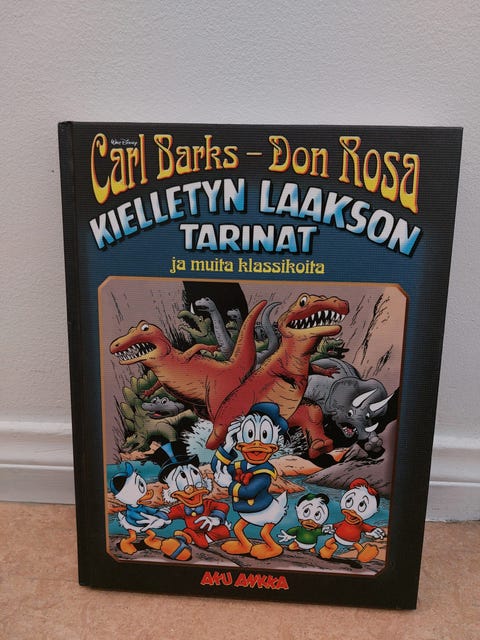 Walt Disney
Carl Barks – Don Rosa
KIELLETYN LAAKSON
TARINAT
ja muita klassikoita
AKU ANKKA